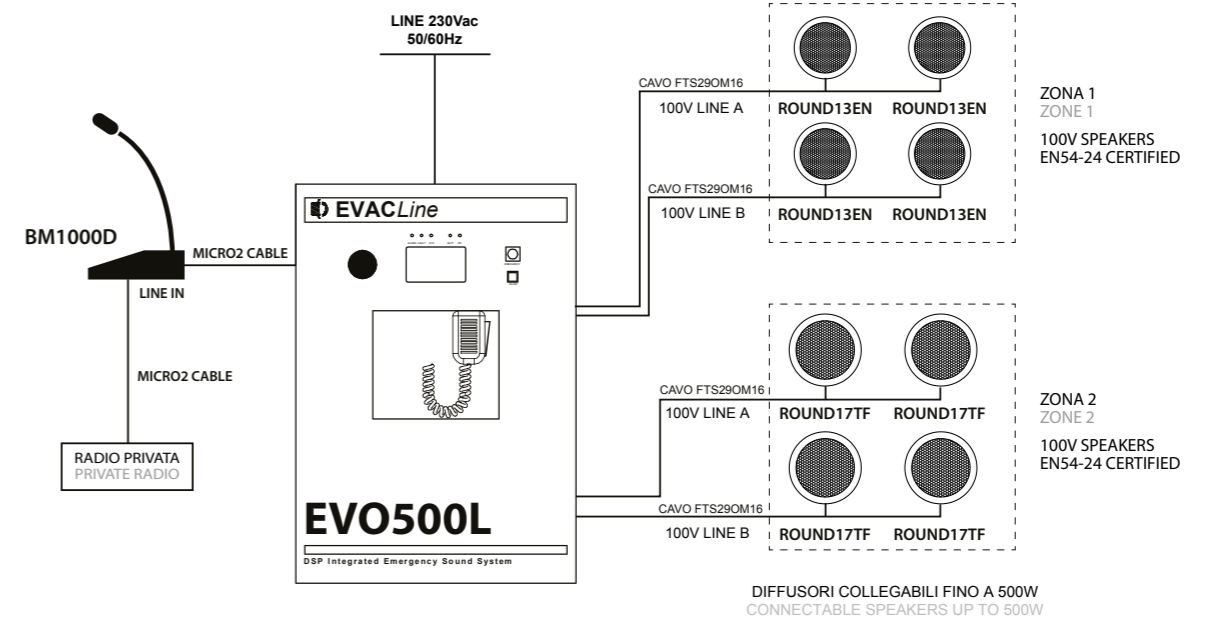 LINE 230Vac
50/60Hz
BM1000D
MICRO2 CABLE
LINE IN
MICRO2 CABLE
RADIO PRIVATA
PRIVATE RADIO
EVACLine
EVO500L
DSP Integrated Emergency Sound System
CAVO FTS29OM16
100V LINE A
ROUND13EN ROUND13EN
CAVO FTS29OM16
100V LINE B
ROUND13EN ROUND13EN
ZONA 1
ZONE 1
100V SPEAKERS
EN54-24 CERTIFIED
CAVO FTS29OM16
100V LINE A
ROUND17TF ROUND17TF
CAVO FTS29OM16
100V LINE B
ROUND17TF ROUND17TF
ZONA 2
ZONE 2
100V SPEAKERS
EN54-24 CERTIFIED
DIFFUSORI COLLEGABILI FINO A 500W
CONNECTABLE SPEAKERS UP TO 500W